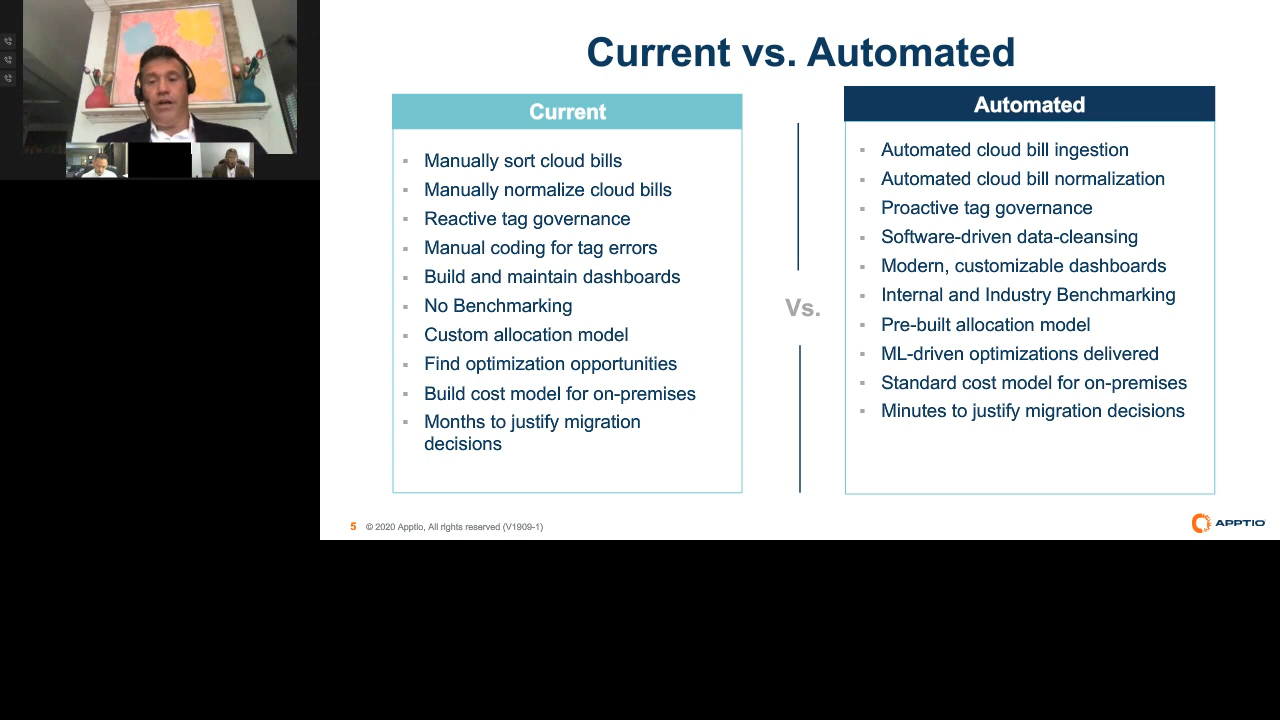 Current vs. Automated
Current
Manually sort cloud bills
Manually normalize cloud bills
Reactive tag governance
Manual coding for tag errors
Build and maintain dashboards
No Benchmarking
Custom allocation model
Find optimization opportunities
Build cost model for on-premises
Months to justify migration
decisions
Vs.
Automated
Automated cloud bill ingestion
Automated cloud bill normalization
Proactive tag governance
Software-driven data-cleansing
Modern, customizable dashboards
Internal and Industry Benchmarking
Pre-built allocation model
ML-driven optimizations delivered
Standard cost model for on-premises
Minutes to justify migration decisions
5 © 2020 Apptio, All rights reserved (V1909-1)
APPTIO